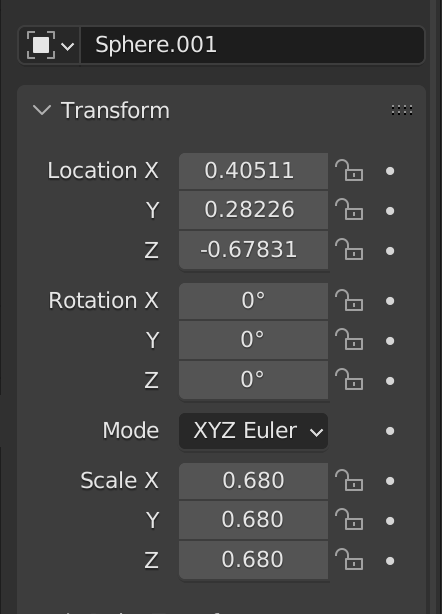 Sphere.001
Transform
Location X 0.40511
Y 0.28226
Z -0.67831
Rotation X 0°
Y 0°
Z 0°
Mode XYZ Euler
Scale X 0.680
Y 0.680
Z 0.680